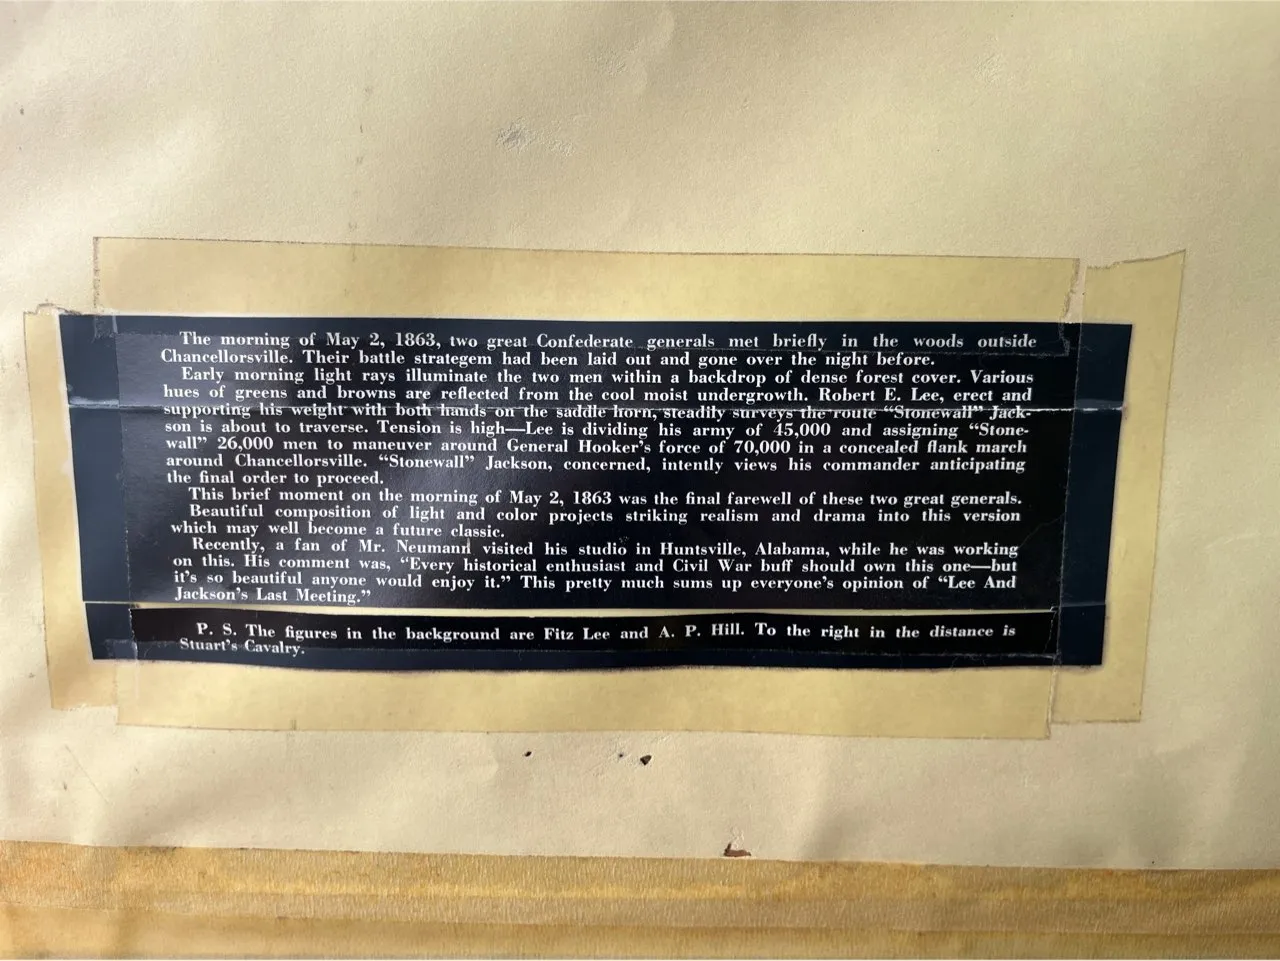 The morning of May 2, 1863, two great Confederate generals met briefly in the woods outside
Chancellorsville. Their battle strategem had been laid out and gone over the night before.
Early morning light rays illuminate the two men within a backdrop of dense forest cover. Various
hues of greens and browns are reflected from the cool moist undergrowth. Robert E. Lee, erect and
supporting his weight with both hands on the saddle horn, steadily surveys the route “Stonewall” Jack-
son is about to traverse. Tension is high—Lee is dividing his army of 45,000 and assigning “Stone-
wall” 26,000 men to maneuver around General Hooker’s force of 70,000 in a concealed flank march
around Chancellorsville. “Stonewall” Jackson, concerned, intently views his commander anticipating
the final order to proceed.
This brief moment on the morning of May 2, 1863 was the final farewell of these two great generals.
Beautiful composition of light and color projects striking realism and drama into this version
which may well become a future classic.
Recently, a fan of Mr. Neumann visited his studio in Huntsville, Alabama, while he was working
on this. His comment was, “Every historical enthusiast and Civil War buff should own this one—but
it’s so beautiful anyone would enjoy it.” This pretty much sums up everyone’s opinion of “Lee And
Jackson’s Last Meeting.”
P. S. The figures in the background are Fitz Lee and A. P. Hill. To the right in the distance is
Stuart’s Cavalry.